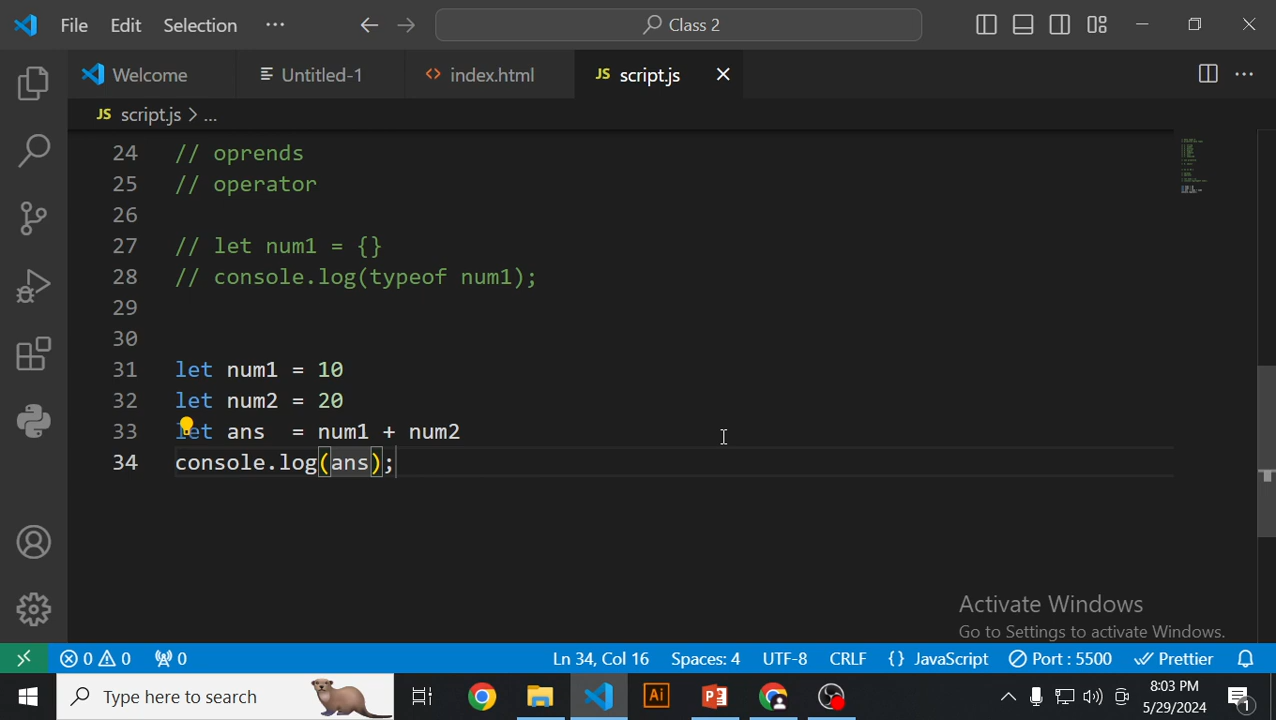 File Edit Selection ··· Class 2
Welcome Untitled-1 <> index.html JS script.js
JS script.js > ...
24 // oprends
25 // operator
26
27 // let num1 = {}
28 // console.log(typeof num1);
29
30
31 let num1 = 10
32 let num2 = 20
33 let ans  = num1 + num2
34 console.log(ans);
Activate Windows
Go to Settings to activate Windows.
0 0 0 Ln 34, Col 16 Spaces: 4 UTF-8 CRLF {} JavaScript Port : 5500 Prettier
Type here to search Ai P 8:03 PM
5/29/2024 1